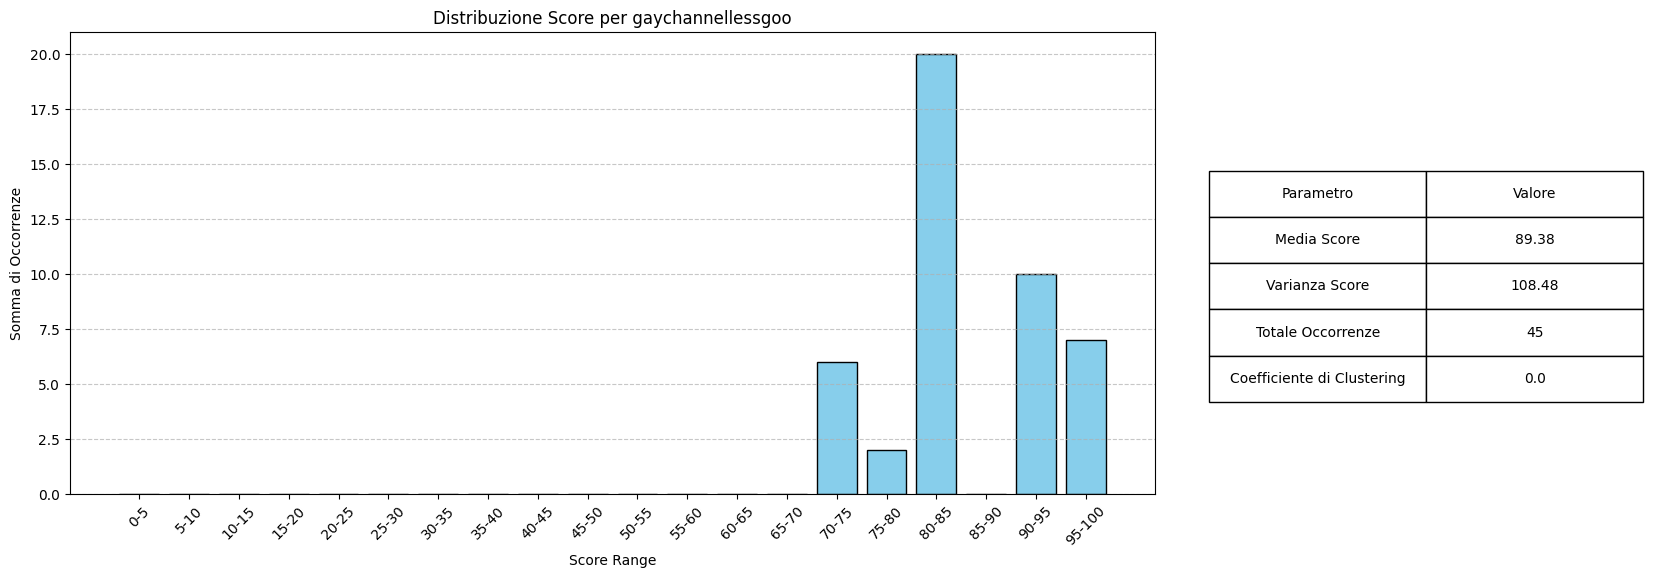 Distribuzione Score per gaychannellessgoo
Somma di Occorrenze
20.0
17.5
15.0
12.5
10.0
7.5
5.0
2.5
0.0
0-5 5-10 10-15 15-20 20-25 25-30 30-35 35-40 40-45 45-50 50-55 55-60 60-65 65-70 70-75 75-80 80-85 85-90 90-95 95-100
Score Range
Parametro Valore
Media Score 89.38
Varianza Score 108.48
Totale Occorrenze 45
Coefficiente di Clustering 0.0